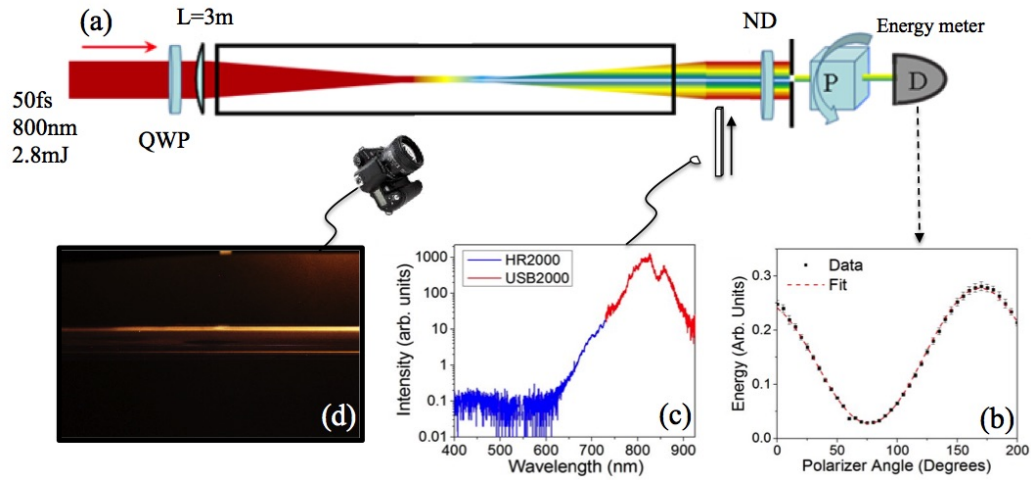 (a)
L=3m
ND
Energy meter
50fs
800nm
2.8mJ
QWP
P
D
(d)
1000
100
10
1
0.1
0.01
Intensity (arb. units)
HR2000
USB2000
(c)
400 500 600 700 800 900
Wavelength (nm)
0.3
0.2
0.1
0.0
Energy (Arb. Units)
Data
Fit
(b)
0 50 100 150 200
Polarizer Angle (Degrees)